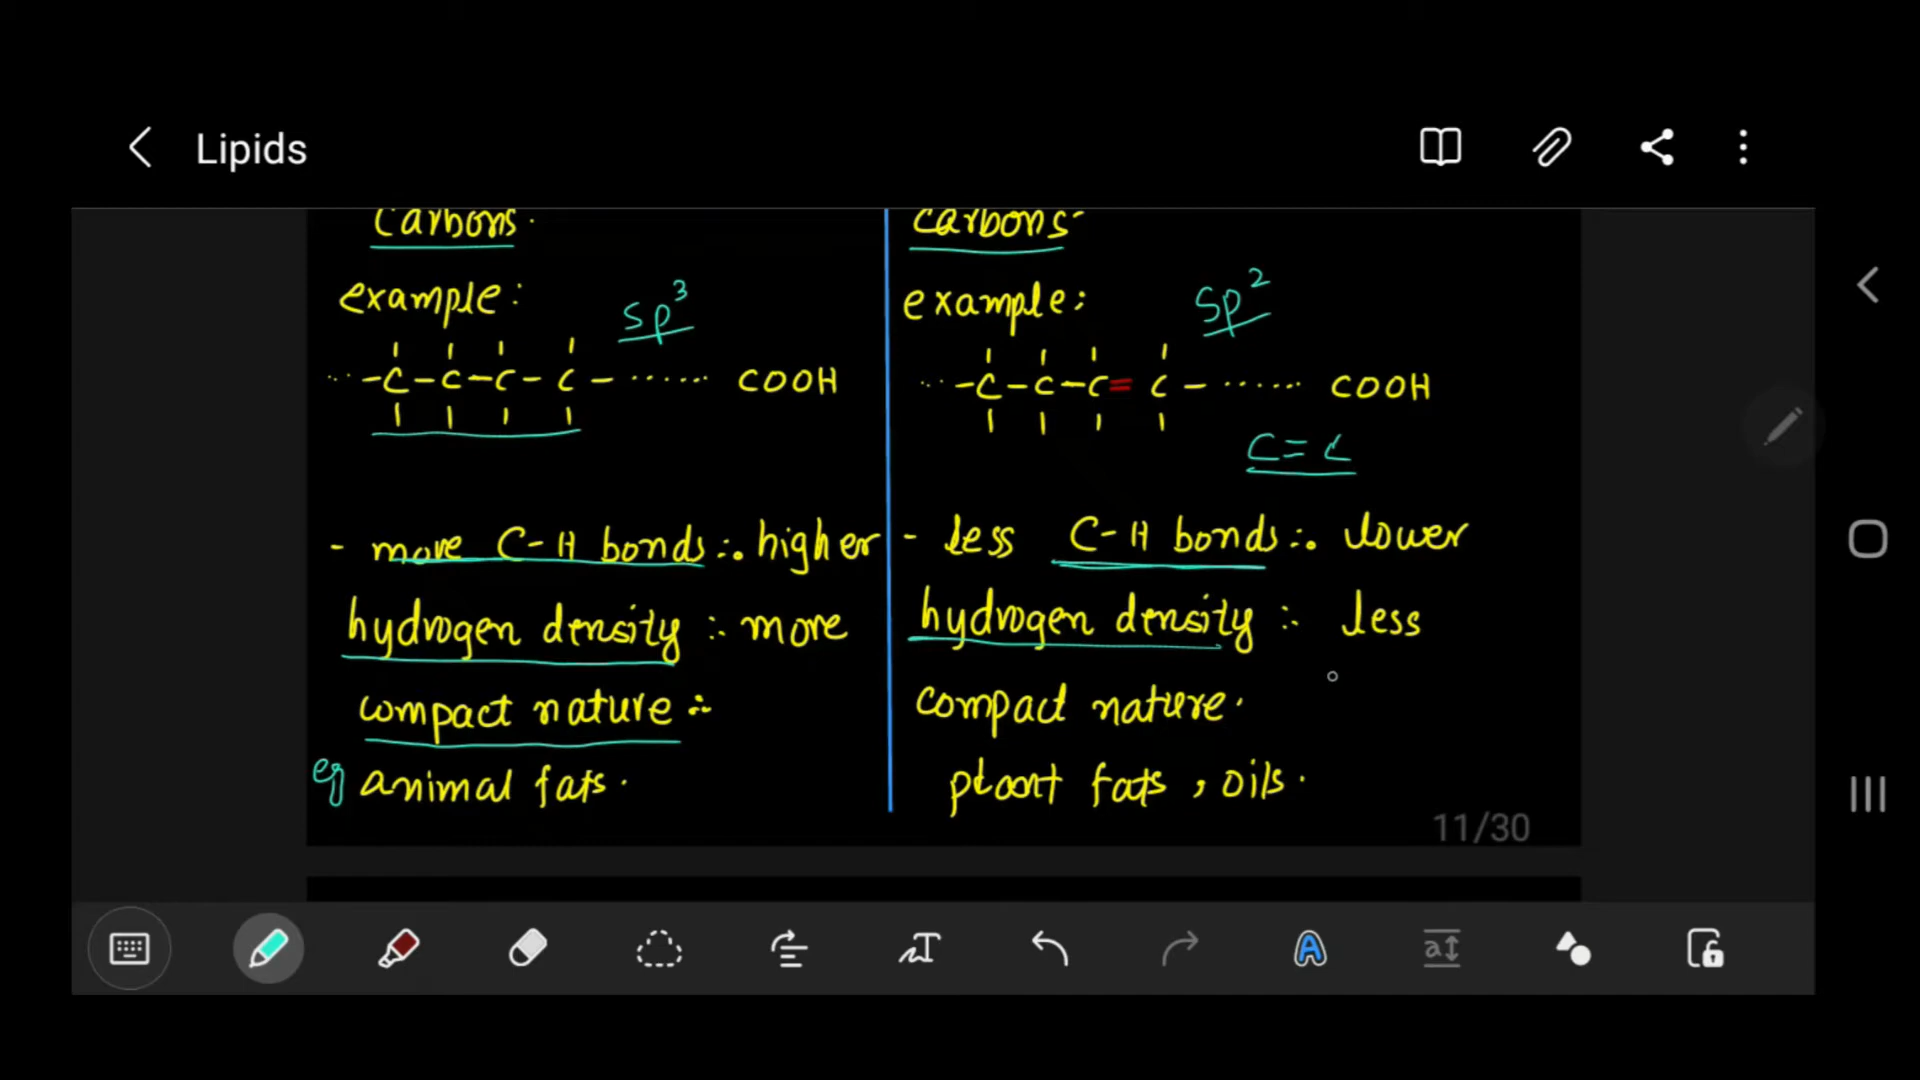 Lipids
Carbons.
example:
sp³
-C-C-C-C- ...... COOH
- more C-H bonds ∴ higher
hydrogen density ∴ more
compact nature ∴
eg animal fats.
carbons-
example:
sp²
-C-C-C=C- ...... COOH
C=C
- less C-H bonds ∴ lower
hydrogen density ∴ less
compact nature.
plant fats, oils.
11/30